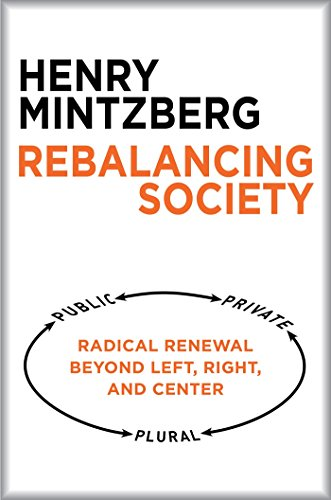 HENRY
MINTZBERG
REBALANCING
SOCIETY
PUBLIC
PRIVATE
RADICAL RENEWAL
BEYOND LEFT, RIGHT,
AND CENTER
PLURAL